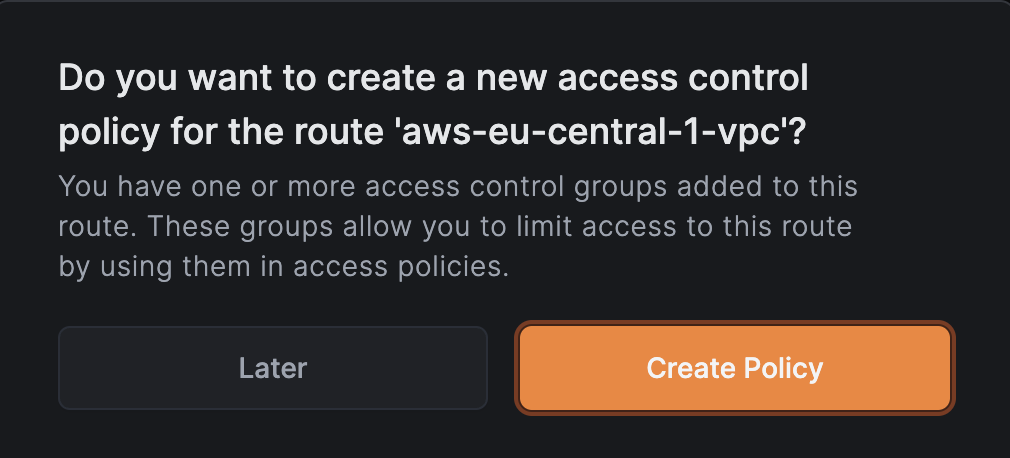 Do you want to create a new access control
policy for the route 'aws-eu-central-1-vpc'?
You have one or more access control groups added to this
route. These groups allow you to limit access to this route
by using them in access policies.
Later
Create Policy